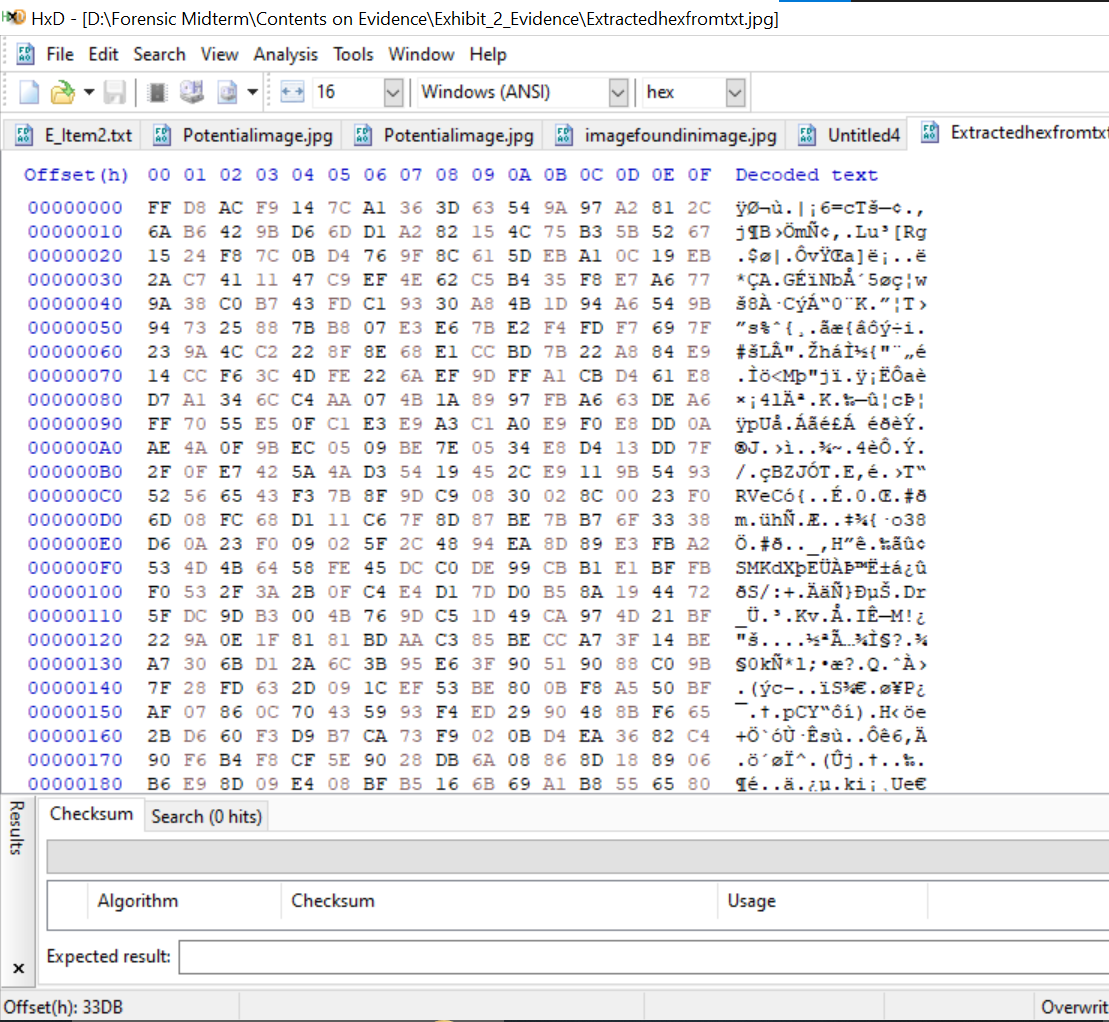 HxD - [D:\Forensic Midterm\Contents on Evidence\Exhibit_2_Evidence\Extractedhexfromtxt.jpg]
File Edit Search View Analysis Tools Window Help
16 Windows (ANSI) hex
E_Item2.txt Potentialimage.jpg Potentialimage.jpg imagefoundinimage.jpg Untitled4 Extractedhexfromtxt
Offset(h) 00 01 02 03 04 05 06 07 08 09 0A 0B 0C 0D 0E 0F Decoded text
00000000 FF D8 AC F9 14 7C A1 36 3D 63 54 9A 97 A2 81 2C ÿØ¬ù.|¡6=cTš—¢.,
00000010 6A B6 42 9B D6 6D D1 A2 82 15 4C 75 B3 5B 52 67 j¶B›ÖmÑ¢‚.Lu³[Rg
00000020 15 24 F8 7C 0B D4 76 9F 8C 61 5D EB A1 0C 19 EB .$ø|.ÔvŸŒa]ë¡..ë
00000030 2A C7 41 11 47 C9 EF 4E 62 C5 B4 35 F8 E7 A6 77 *ÇA.GÉïNbÅ´5øç¦w
00000040 9A 38 C0 B7 43 FD C1 93 30 A8 4B 1D 94 A6 54 9B š8À·CýÁ“0¨K.”¦T›
00000050 94 73 25 88 7B B8 07 E3 E6 7B E2 F4 FD F7 69 7F ”s%ˆ{¸.ãæ{âôý÷i.
00000060 23 9A 4C C2 22 8F 8E 68 E1 CC BD 7B 22 A8 84 E9 #šLÂ".ŽháÌ½{"¨„é
00000070 14 CC F6 3C 4D FE 22 6A EF 9D FF A1 CB D4 61 E8 .Ìö<Mþ"jï.ÿ¡ËÔaè
00000080 D7 A1 34 6C C4 AA 07 4B 1A 89 97 FB A6 63 DE A6 ×¡4lÄª.K.‰—û¦cÞ¦
00000090 FF 70 55 E5 0F C1 E3 E9 A3 C1 A0 E9 F0 E8 DD 0A ÿpUå.Áãé£Á éðèÝ.
000000A0 AE 4A 0F 9B EC 05 09 BE 7E 05 34 E8 D4 13 DD 7F ®J.›ì..¾~.4èÔ.Ý.
000000B0 2F 0F E7 42 5A 4A D3 54 19 45 2C E9 11 9B 54 93 /.çBZJÓT.E,é.›T“
000000C0 52 56 65 43 F3 7B 8F 9D C9 08 30 02 8C 00 23 F0 RVeCó{..É.0.Œ.#ð
000000D0 6D 08 FC 68 D1 11 C6 7F 8D 87 BE 7B B7 6F 33 38 m.ühÑ.Æ..‡¾{·o38
000000E0 D6 0A 23 F0 09 02 5F 2C 48 94 EA 8D 89 E3 FB A2 Ö.#ð.._,H”ê.‰ãû¢
000000F0 53 4D 4B 64 58 FE 45 DC C0 DE 99 CB B1 E1 BF FB SMKdXþEÜÀÞ™Ë±á¿û
00000100 F0 53 2F 3A 2B 0F C4 E4 D1 7D D0 B5 8A 19 44 72 ðS/:+.ÄäÑ}ÐµŠ.Dr
00000110 5F DC 9D B3 00 4B 76 9D C5 1D 49 CA 97 4D 21 BF _Ü.³.Kv.Å.IÊ—M!¿
00000120 22 9A 0E 1F 81 81 BD AA C3 85 BE CC A7 3F 14 BE "š....½ªÃ…¾Ì§?.¾
00000130 A7 30 6B D1 2A 6C 3B 95 E6 3F 90 51 90 88 C0 9B §0kÑ*l;•æ?.Q.ˆÀ›
00000140 7F 28 FD 63 2D 09 1C EF 53 BE 80 0B F8 A5 50 BF .(ýc-..ïS¾€.ø¥P¿
00000150 AF 07 86 0C 70 43 59 93 F4 ED 29 90 48 8B F6 65 ¯.†.pCY“ôí).H‹öe
00000160 2B D6 60 F3 D9 B7 CA 73 F9 02 0B D4 EA 36 82 C4 +Ö`óÙ·Êsù..Ôê6‚Ä
00000170 90 F6 B4 F8 CF 5E 90 28 DB 6A 08 86 8D 18 89 06 .ö´øÏ^.(Ûj.†..‰.
00000180 B6 E9 8D 09 E4 08 BF B5 16 6B 69 A1 B8 55 65 80 ¶é..ä.¿µ.ki¡¸Ue€
Results
Checksum Search (0 hits)
Algorithm Checksum Usage
Expected result:
Offset(h): 33DB Overwrit